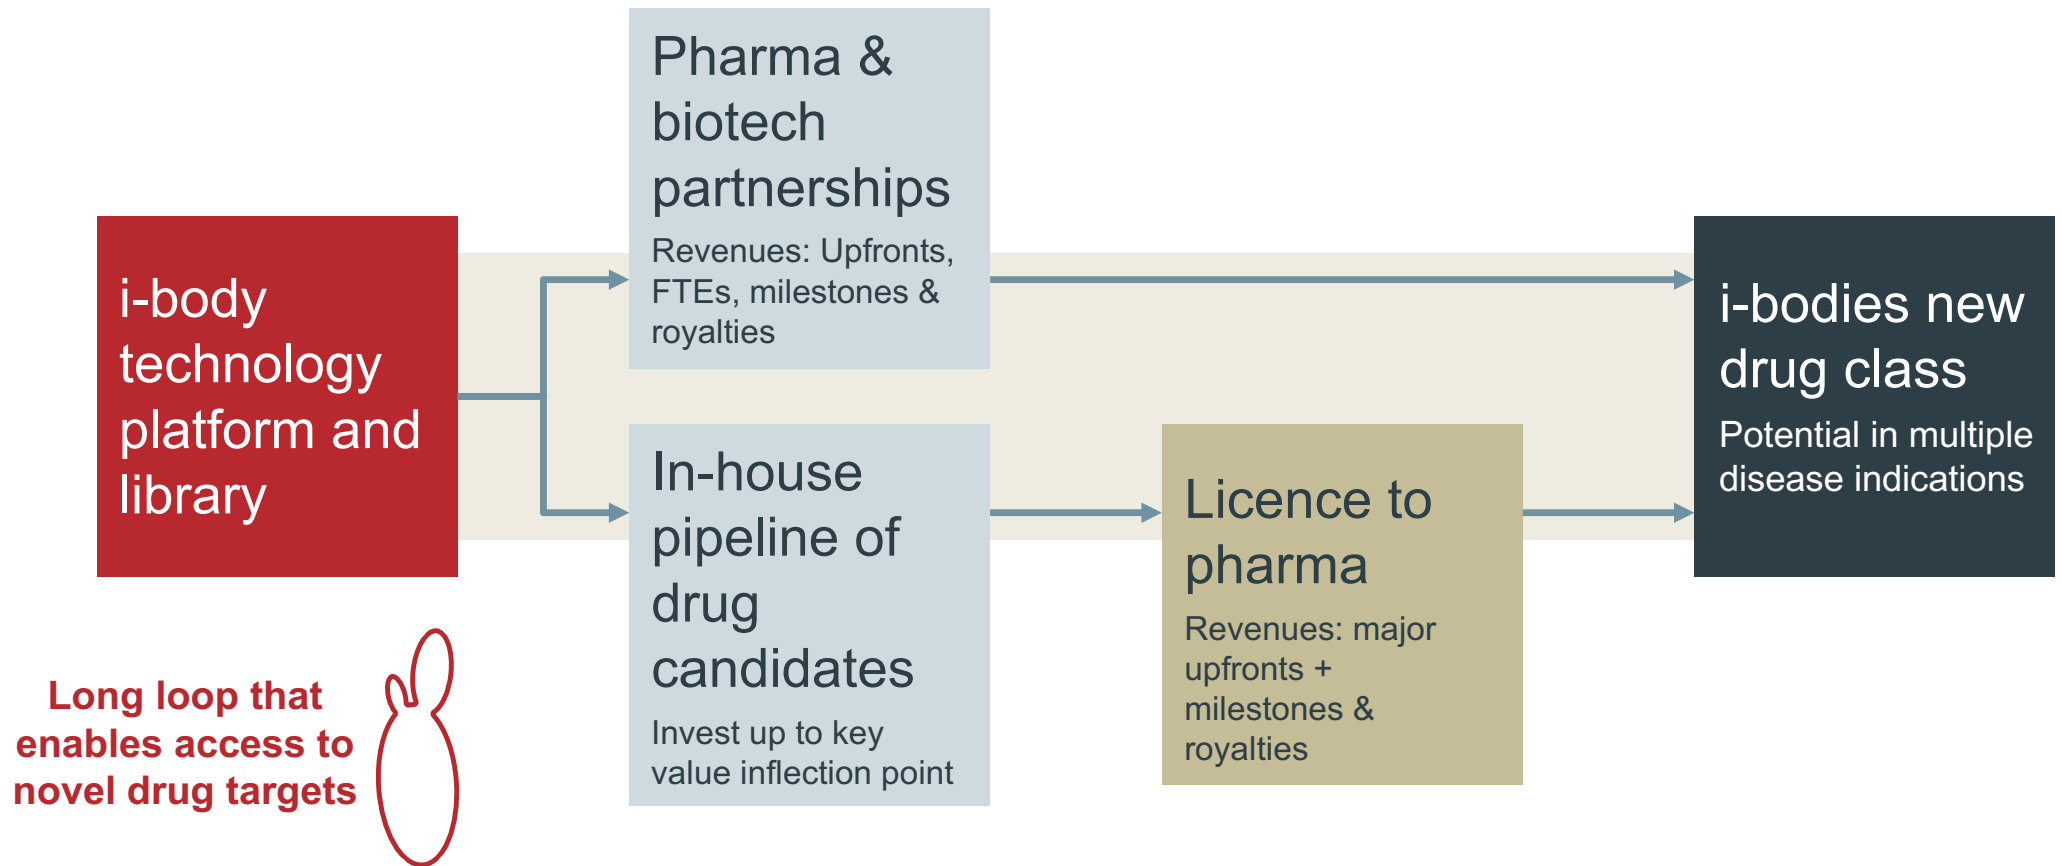 Pharma &
biotech
partnerships
Revenues: Upfronts,
FTEs, milestones &
royalties
i-body
technology
platform and
library
i-bodies new
drug class
Potential in multiple
disease indications
In-house
pipeline of
drug
candidates
Invest up to key
value inflection point
Licence to
pharma
Revenues: major
upfronts +
milestones &
royalties
Long loop that
enables access to
novel drug targets